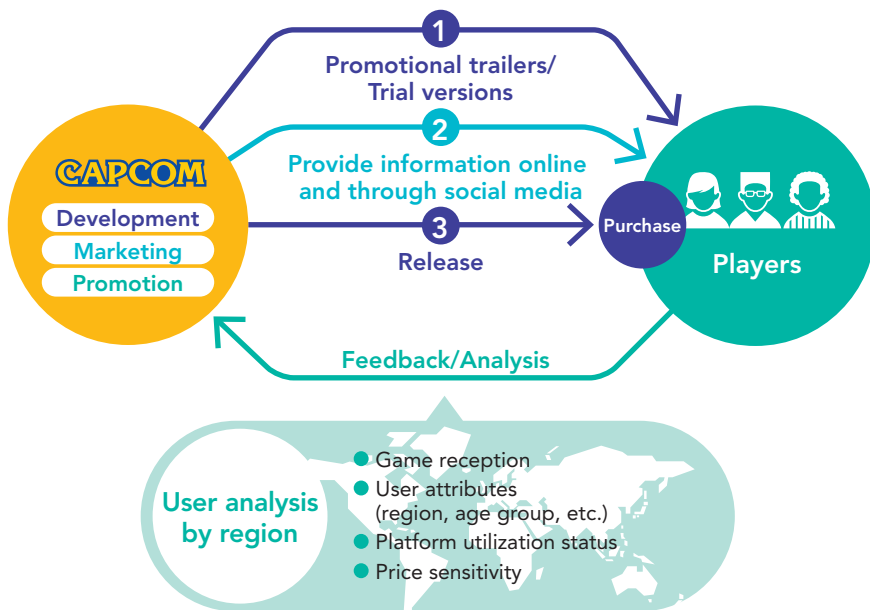 1
Promotional trailers/
Trial versions
2
Provide information online
and through social media
CAPCOM
Development
Marketing
Promotion
3
Release
Purchase
Players
Feedback/Analysis
User analysis
by region
● Game reception
● User attributes
(region, age group, etc.)
● Platform utilization status
● Price sensitivity